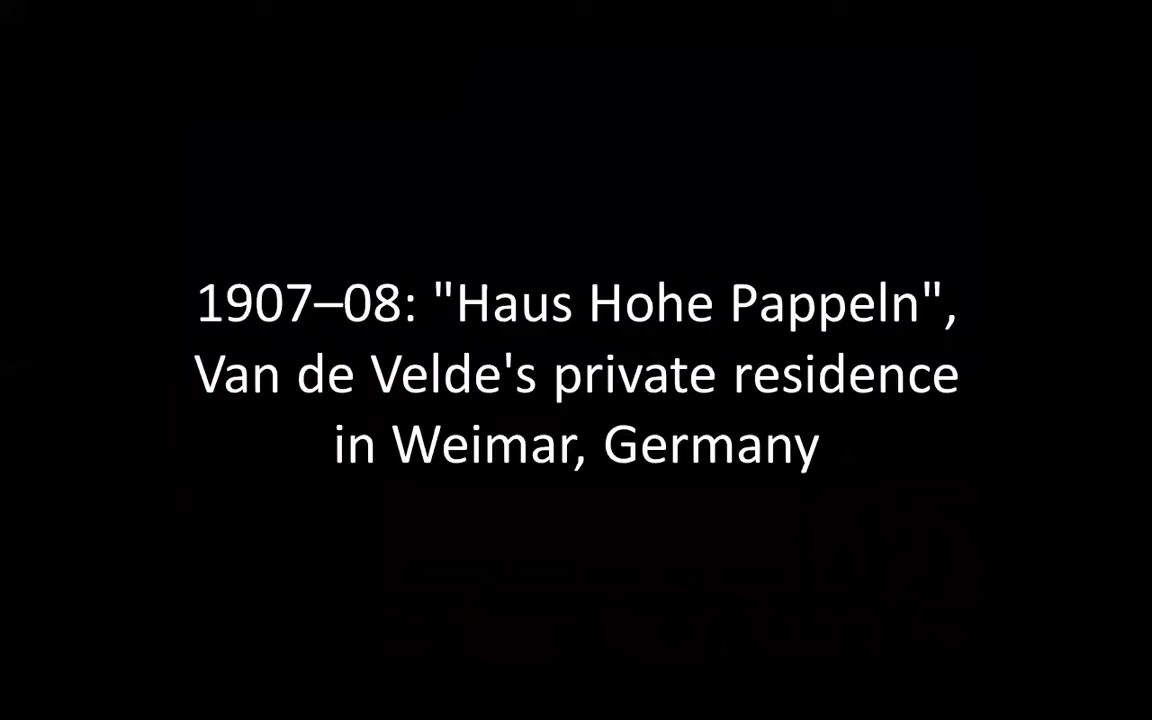 1907–08: "Haus Hohe Pappeln",
Van de Velde's private residence
in Weimar, Germany